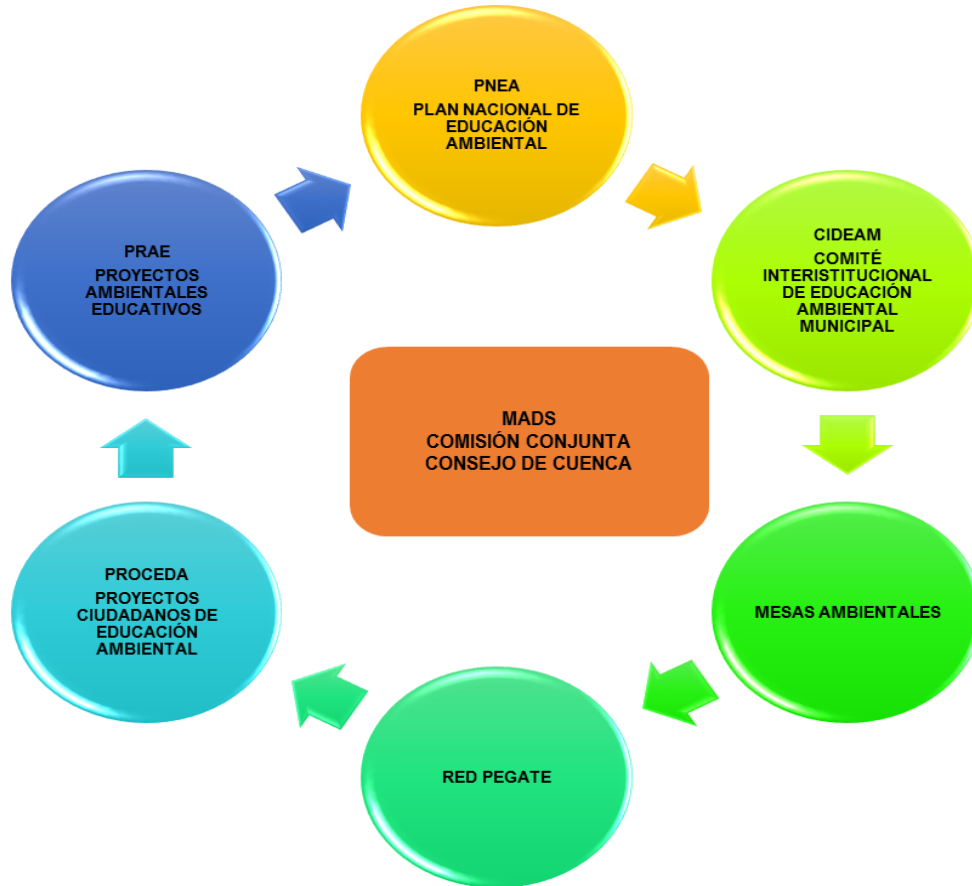 PNEA
PLAN NACIONAL DE
EDUCACIÓN
AMBIENTAL
CIDEAM
COMITÉ
INTERISTITUCIONAL
DE EDUCACIÓN
AMBIENTAL
MUNICIPAL
MESAS AMBIENTALES
RED PEGATE
PROCEDA
PROYECTOS
CIUDADANOS DE
EDUCACIÓN
AMBIENTAL
PRAE
PROYECTOS
AMBIENTALES
EDUCATIVOS
MADS
COMISIÓN CONJUNTA
CONSEJO DE CUENCA